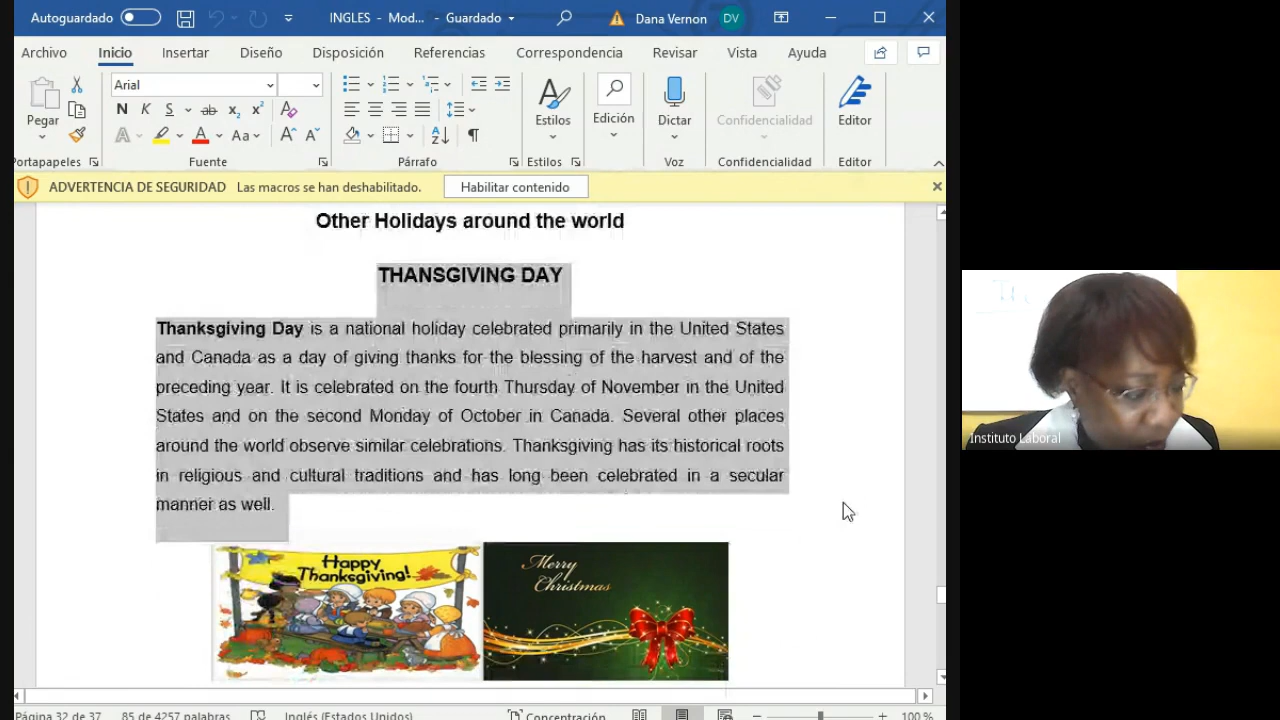 Autoguardado INGLES - Mod... - Guardado Dana Vernon DV
Archivo Inicio Insertar Diseño Disposición Referencias Correspondencia Revisar Vista Ayuda
Arial
Pegar N K S ab x₂ x² Estilos Edición Dictar Confidencialidad Editor
A A Aa A A
Portapapeles Fuente Párrafo Estilos Voz Confidencialidad Editor
ADVERTENCIA DE SEGURIDAD Las macros se han deshabilitado. Habilitar contenido
Other Holidays around the world
THANSGIVING DAY
Thanksgiving Day is a national holiday celebrated primarily in the United States
and Canada as a day of giving thanks for the blessing of the harvest and of the
preceding year. It is celebrated on the fourth Thursday of November in the United
States and on the second Monday of October in Canada. Several other places
around the world observe similar celebrations. Thanksgiving has its historical roots
in religious and cultural traditions and has long been celebrated in a secular
manner as well.
Happy
Thanksgiving!
Merry
Christmas
Instituto Laboral
Página 32 de 37 85 de 4257 palabras Inglés (Estados Unidos) Concentración 100 %